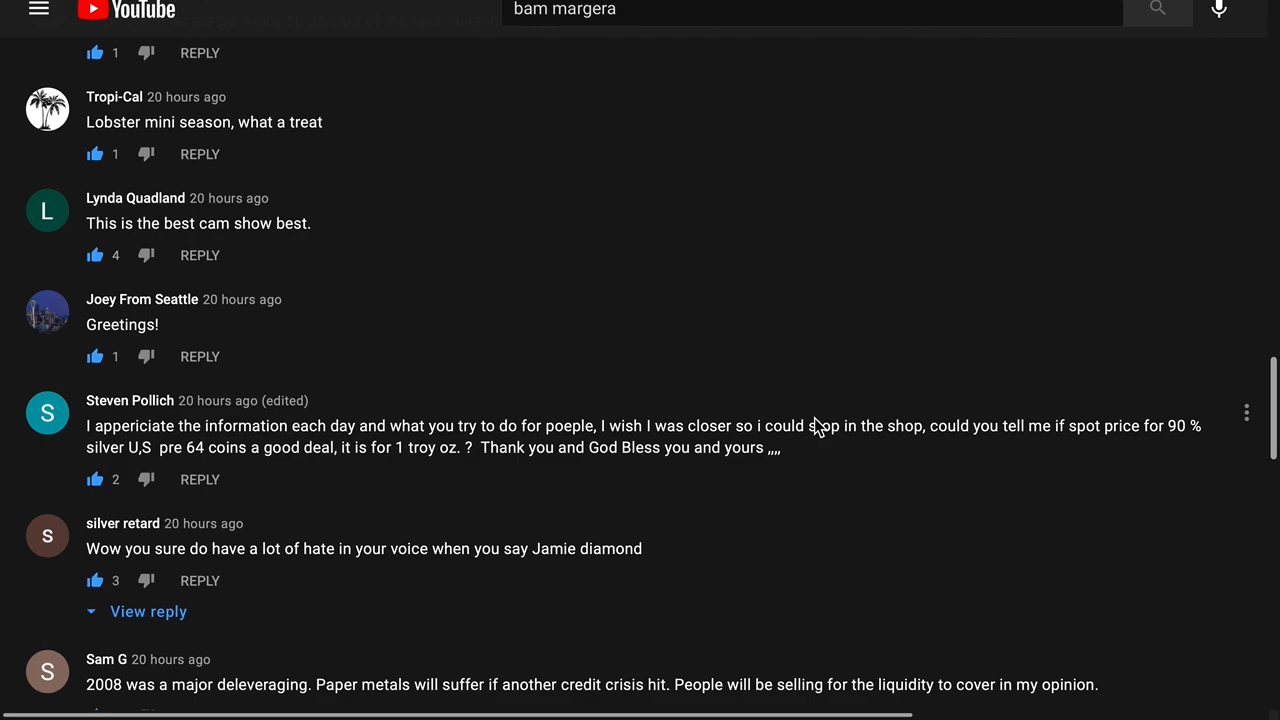 YouTube
bam margera
1 REPLY
Tropi-Cal 20 hours ago
Lobster mini season, what a treat
1 REPLY
L
Lynda Quadland 20 hours ago
This is the best cam show best.
4 REPLY
Joey From Seattle 20 hours ago
Greetings!
1 REPLY
S
Steven Pollich 20 hours ago (edited)
I appericiate the information each day and what you try to do for poeple, I wish I was closer so i could stop in the shop, could you tell me if spot price for 90 %
silver U,S pre 64 coins a good deal, it is for 1 troy oz. ? Thank you and God Bless you and yours ,,,,
2 REPLY
s
silver retard 20 hours ago
Wow you sure do have a lot of hate in your voice when you say Jamie diamond
3 REPLY
View reply
S
Sam G 20 hours ago
2008 was a major deleveraging. Paper metals will suffer if another credit crisis hit. People will be selling for the liquidity to cover in my opinion.